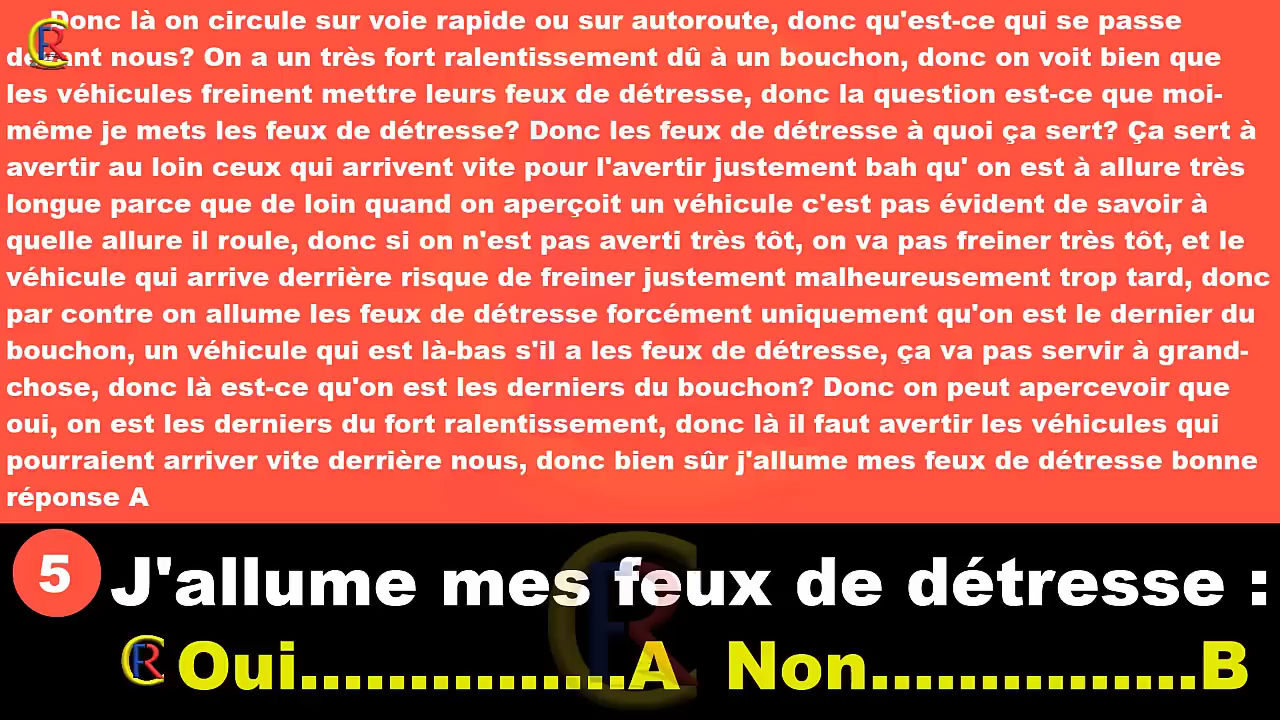 Donc là on circule sur voie rapide ou sur autoroute, donc qu'est-ce qui se passe
devant nous? On a un très fort ralentissement dû à un bouchon, donc on voit bien que
les véhicules freinent mettre leurs feux de détresse, donc la question est-ce que moi-
même je mets les feux de détresse? Donc les feux de détresse à quoi ça sert? Ça sert à
avertir au loin ceux qui arrivent vite pour l'avertir justement bah qu' on est à allure très
longue parce que de loin quand on aperçoit un véhicule c'est pas évident de savoir à
quelle allure il roule, donc si on n'est pas averti très tôt, on va pas freiner très tôt, et le
véhicule qui arrive derrière risque de freiner justement malheureusement trop tard, donc
par contre on allume les feux de détresse forcément uniquement qu'on est le dernier du
bouchon, un véhicule qui est là-bas s'il a les feux de détresse, ça va pas servir à grand-
chose, donc là est-ce qu'on est les derniers du bouchon? Donc on peut apercevoir que
oui, on est les derniers du fort ralentissement, donc là il faut avertir les véhicules qui
pourraient arriver vite derrière nous, donc bien sûr j'allume mes feux de détresse bonne
réponse A
5 J'allume mes feux de détresse :
CFR Oui...............A Non...............B